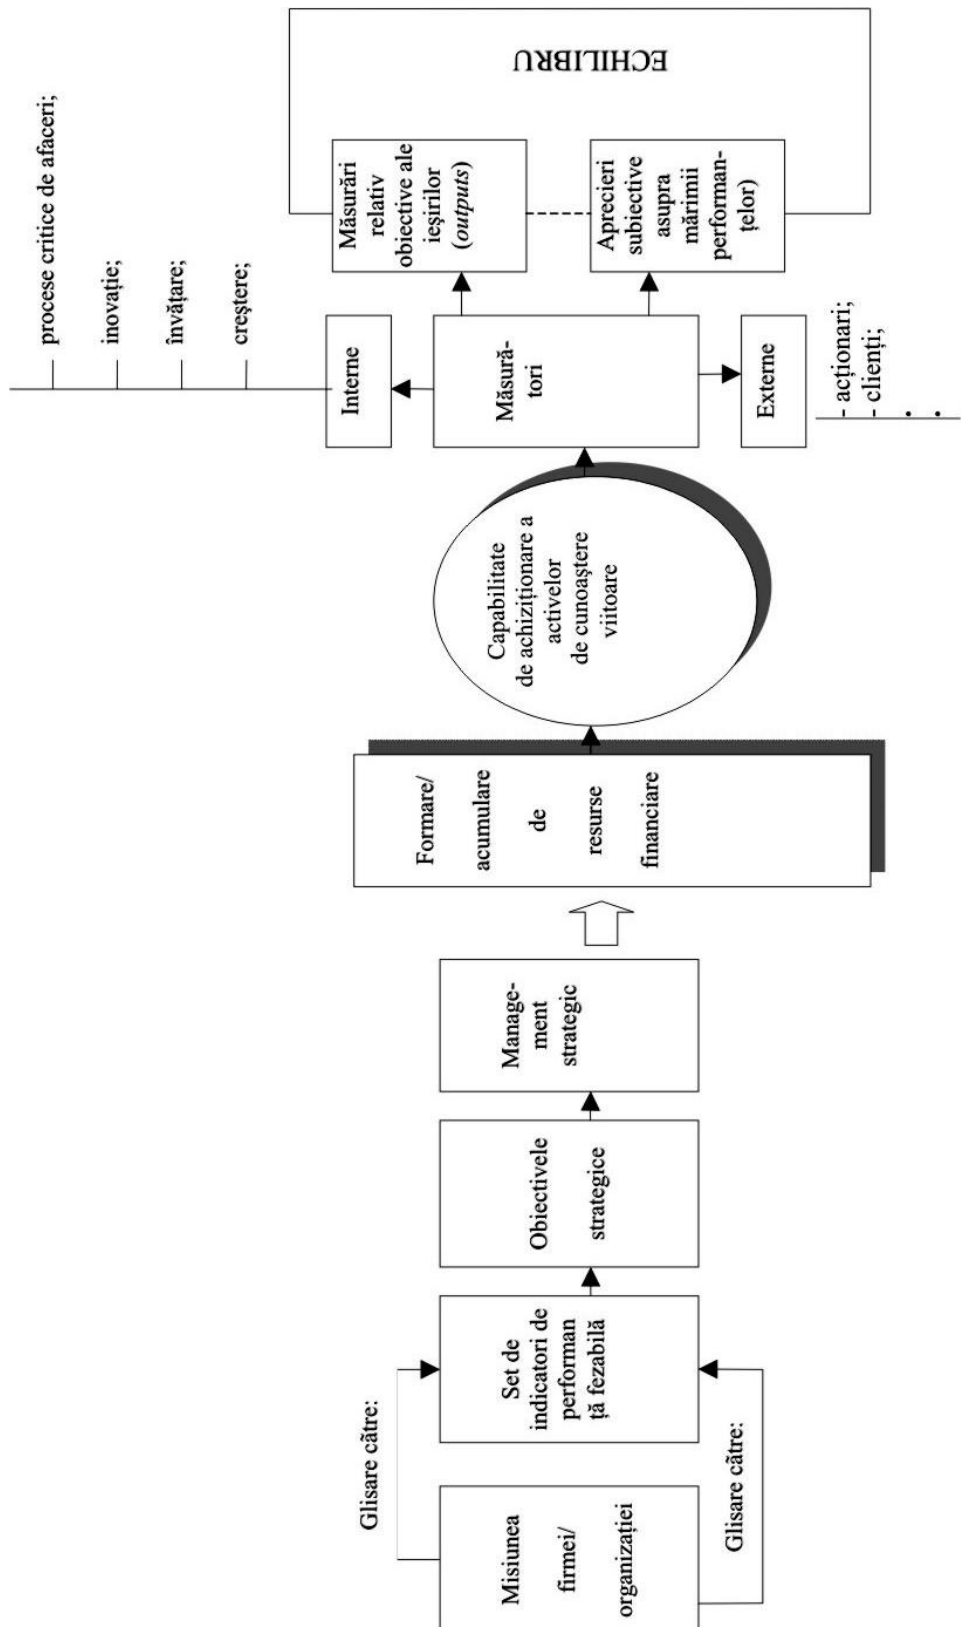 Misiunea
firmei/
organizației
Glisare către:
Glisare către:
Set de
indicatori de
performan
ță fezabilă
Obiectivele
strategice
Manage-
ment
strategic
Formare/
acumulare
de
resurse
financiare
Capabilitate
de achiziționare a
activelor
de cunoaștere
viitoare
Măsură-
tori
Interne
procese critice de afaceri;
inovație;
învățare;
creștere;
Externe
- acționari;
- clienți;
Măsurări
relativ
obiective ale
ieșirilor
(outputs)
Aprecieri
subiective
asupra
mărimii
performan-
țelor)
ECHILIBRU